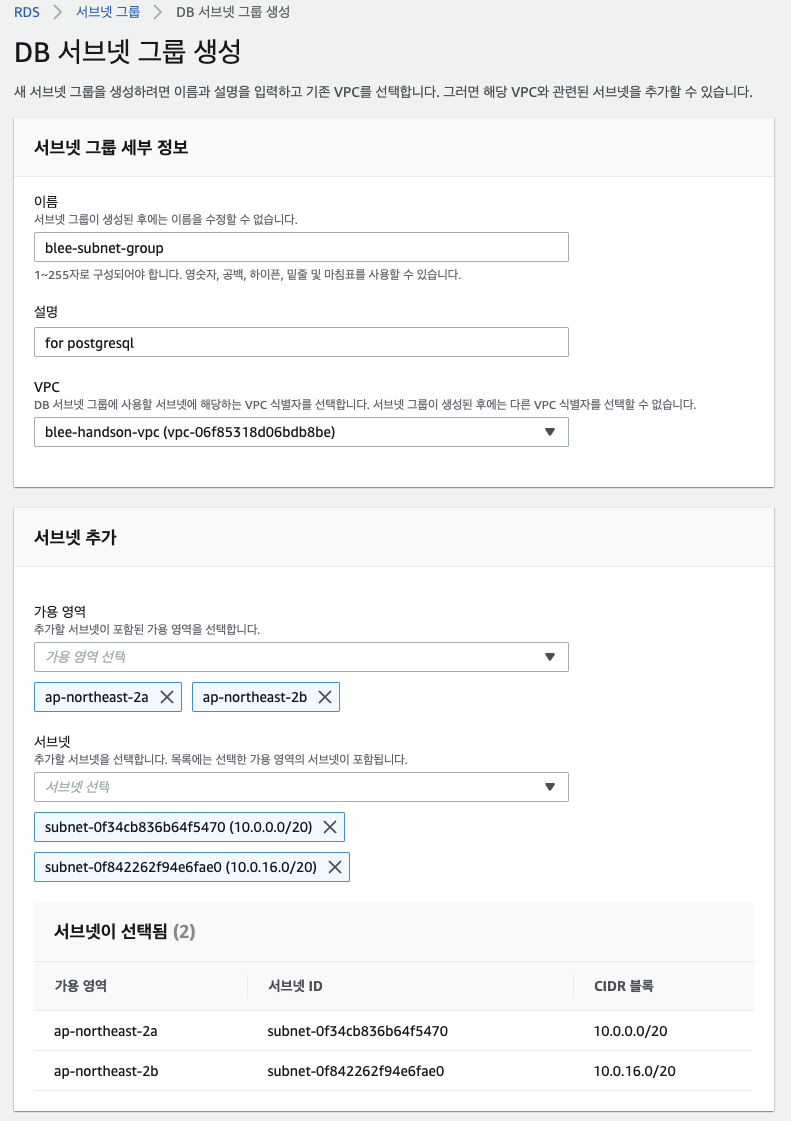 RDS > 서브넷 그룹 > DB 서브넷 그룹 생성
DB 서브넷 그룹 생성
새 서브넷 그룹을 생성하려면 이름과 설명을 입력하고 기존 VPC를 선택합니다. 그러면 해당 VPC와 관련된 서브넷을 추가할 수 있습니다.
서브넷 그룹 세부 정보
이름
서브넷 그룹이 생성된 후에는 이름을 수정할 수 없습니다.
blee-subnet-group
1~255자로 구성되어야 합니다. 영숫자, 공백, 하이픈, 밑줄 및 마침표를 사용할 수 있습니다.
설명
for postgresql
VPC
DB 서브넷 그룹에 사용할 서브넷에 해당하는 VPC 식별자를 선택합니다. 서브넷 그룹이 생성된 후에는 다른 VPC 식별자를 선택할 수 없습니다.
blee-handson-vpc (vpc-06f85318d06bdb8be)
서브넷 추가
가용 영역
추가할 서브넷이 포함된 가용 영역을 선택합니다.
가용 영역 선택
ap-northeast-2a ap-northeast-2b
서브넷
추가할 서브넷을 선택합니다. 목록에는 선택한 가용 영역의 서브넷이 포함됩니다.
서브넷 선택
subnet-0f34cb836b64f5470 (10.0.0.0/20)
subnet-0f842262f94e6fae0 (10.0.16.0/20)
서브넷이 선택됨 (2)
가용 영역 서브넷 ID CIDR 블록
ap-northeast-2a subnet-0f34cb836b64f5470 10.0.0.0/20
ap-northeast-2b subnet-0f842262f94e6fae0 10.0.16.0/20